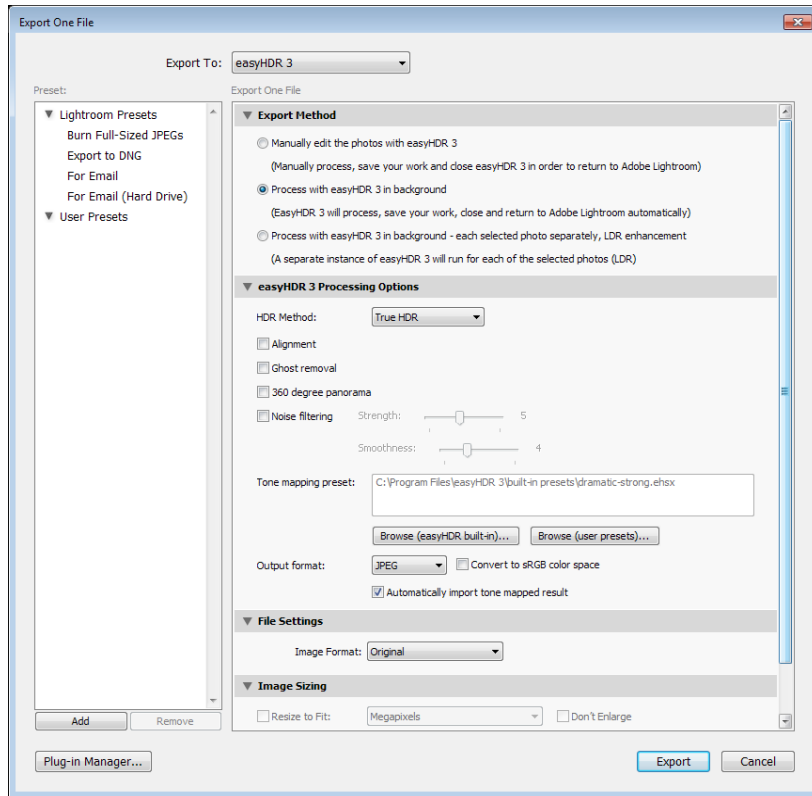 Export One File
Export To: easyHDR 3
Preset:
Lightroom Presets
Burn Full-Sized JPEGs
Export to DNG
For Email
For Email (Hard Drive)
User Presets
Add Remove
Export One File
Export Method
Manually edit the photos with easyHDR 3
(Manually process, save your work and close easyHDR 3 in order to return to Adobe Lightroom)
Process with easyHDR 3 in background
(EasyHDR 3 will process, save your work, close and return to Adobe Lightroom automatically)
Process with easyHDR 3 in background - each selected photo separately, LDR enhancement
(A separate instance of easyHDR 3 will run for each of the selected photos (LDR)
easyHDR 3 Processing Options
HDR Method: True HDR
Alignment
Ghost removal
360 degree panorama
Noise filtering Strength: 5
Smoothness: 4
Tone mapping preset: C:\Program Files\easyHDR 3\built-in presets\dramatic-strong.ehsx
Browse (easyHDR built-in)... Browse (user presets)...
Output format: JPEG Convert to sRGB color space
Automatically import tone mapped result
File Settings
Image Format: Original
Image Sizing
Resize to Fit: Megapixels Don't Enlarge
Plug-in Manager... Export Cancel